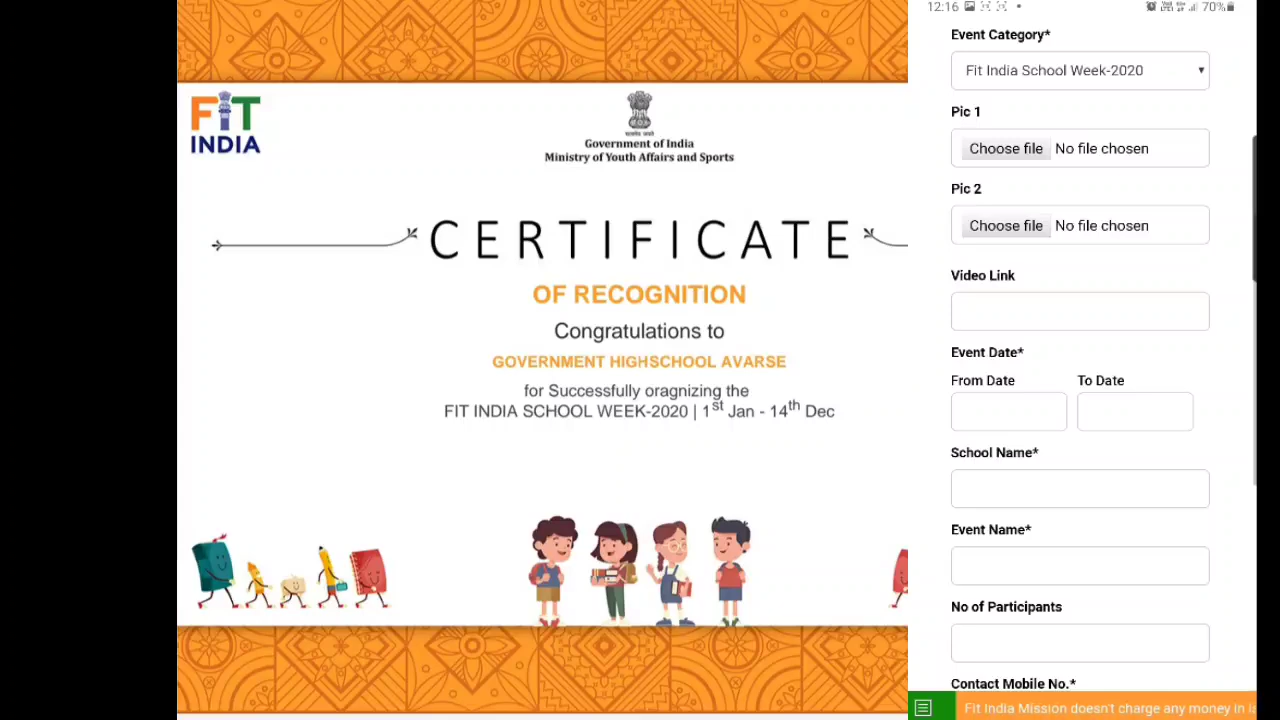 FiT
INDIA
Government of India
Ministry of Youth Affairs and Sports
CERTIFICATE
OF RECOGNITION
Congratulations to
GOVERNMENT HIGHSCHOOL AVARSE
for Successfully oragnizing the
FIT INDIA SCHOOL WEEK-2020 | 1st Jan - 14th Dec
12:16
70%
Event Category*
Fit India School Week-2020
Pic 1
Choose file No file chosen
Pic 2
Choose file No file chosen
Video Link
Event Date*
From Date To Date
School Name*
Event Name*
No of Participants
Contact Mobile No.*
Fit India Mission doesn't charge any money in